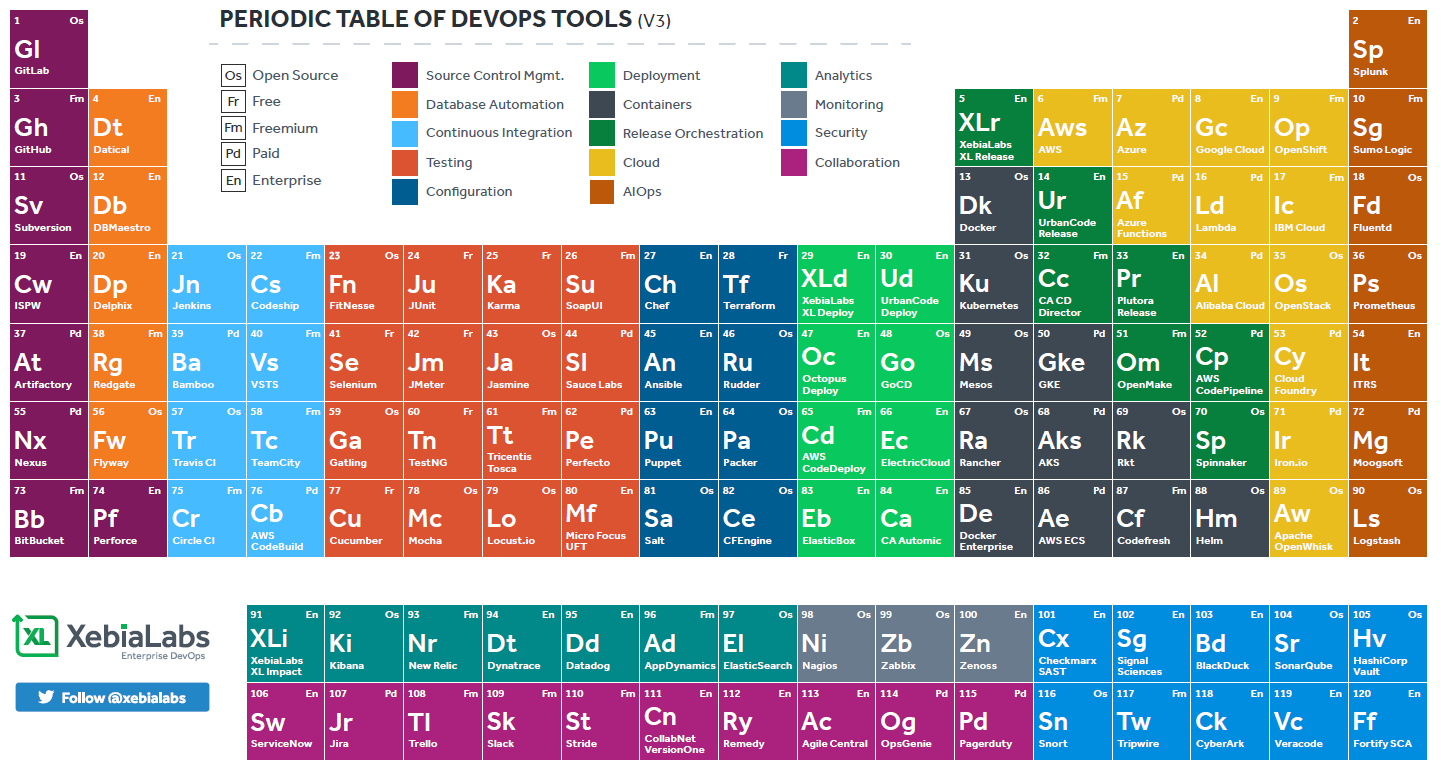 PERIODIC TABLE OF DEVOPS TOOLS (V3)
Os Open Source
Fr Free
Fm Freemium
Pd Paid
En Enterprise
Source Control Mgmt.
Database Automation
Continuous Integration
Testing
Configuration
Deployment
Containers
Release Orchestration
Cloud
AIOps
Analytics
Monitoring
Security
Collaboration
1 Os
Gl
GitLab
2 En
Sp
Splunk
3 Fm
Gh
GitHub
4 En
Dt
Datical
5 En
XLr
XebiaLabs
XL Release
6 Fm
Aws
AWS
7 Pd
Az
Azure
8 En
Gc
Google Cloud
9 Fm
Op
OpenShift
10 Fm
Sg
Sumo Logic
11 Os
Sv
Subversion
12 En
Db
DBMaestro
13 Os
Dk
Docker
14 En
Ur
UrbanCode
Release
15 Pd
Af
Azure
Functions
16 Pd
Ld
Lambda
17 Fm
Ic
IBM Cloud
18 Os
Fd
Fluentd
19 En
Cw
ISPW
20 En
Dp
Delphix
21 Os
Jn
Jenkins
22 Fm
Cs
Codeship
23 Os
Fn
FitNesse
24 Fr
Ju
JUnit
25 Fr
Ka
Karma
26 Fm
Su
SoapUI
27 En
Ch
Chef
28 Fr
Tf
Terraform
29 En
XLd
XebiaLabs
XL Deploy
30 En
Ud
UrbanCode
Deploy
31 Os
Ku
Kubernetes
32 Fm
Cc
CA CD
Director
33 En
Pr
Plutora
Release
34 Pd
Al
Alibaba Cloud
35 Os
Os
OpenStack
36 Os
Ps
Prometheus
37 Pd
At
Artifactory
38 Fm
Rg
Redgate
39 Pd
Ba
Bamboo
40 Fm
Vs
VSTS
41 Fr
Se
Selenium
42 Fr
Jm
JMeter
43 Os
Ja
Jasmine
44 Pd
Sl
Sauce Labs
45 En
An
Ansible
46 Os
Ru
Rudder
47 En
Oc
Octopus
Deploy
48 Os
Go
GoCD
49 Os
Ms
Mesos
50 Pd
Gke
GKE
51 Fm
Om
OpenMake
52 Pd
Cp
AWS
CodePipeline
53 Pd
Cy
Cloud
Foundry
54 En
It
ITRS
55 Pd
Nx
Nexus
56 Os
Fw
Flyway
57 Os
Tr
Travis CI
58 Fm
Tc
TeamCity
59 Os
Ga
Gatling
60 Fr
Tn
TestNG
61 Fm
Tt
Tricentis
Tosca
62 Pd
Pe
Perfecto
63 En
Pu
Puppet
64 Os
Pa
Packer
65 Fm
Cd
AWS
CodeDeploy
66 En
Ec
ElectricCloud
67 Os
Ra
Rancher
68 Pd
Aks
AKS
69 Os
Rk
Rkt
70 Os
Sp
Spinnaker
71 Pd
Ir
Iron.io
72 Pd
Mg
Moogsoft
73 Fm
Bb
BitBucket
74 En
Pf
Perforce
75 Fm
Cr
Circle CI
76 Pd
Cb
AWS
CodeBuild
77 Fr
Cu
Cucumber
78 Os
Mc
Mocha
79 Os
Lo
Locust.io
80 En
Mf
Micro Focus
UFT
81 Os
Sa
Salt
82 Os
Ce
CFEngine
83 En
Eb
ElasticBox
84 En
Ca
CA Automic
85 En
De
Docker
Enterprise
86 Pd
Ae
AWS ECS
87 Fm
Cf
Codefresh
88 Os
Hm
Helm
89 Os
Aw
Apache
OpenWhisk
90 Os
Ls
Logstash
XL XebiaLabs
Enterprise DevOps
Follow @xebialabs
91 En
XLi
XebiaLabs
XL Impact
92 Os
Ki
Kibana
93 Fm
Nr
New Relic
94 En
Dt
Dynatrace
95 En
Dd
Datadog
96 Fm
Ad
AppDynamics
97 En
El
ElasticSearch
98 Os
Ni
Nagios
99 Os
Zb
Zabbix
100 En
Zn
Zenoss
101 En
Cx
Checkmarx
SAST
102 En
Sg
Signal
Sciences
103 En
Bd
BlackDuck
104 Os
Sr
SonarQube
105 Os
Hv
HashiCorp
Vault
106 En
Sw
ServiceNow
107 Pd
Jr
Jira
108 Fm
Tl
Trello
109 Fm
Sk
Slack
110 Fm
St
Stride
111 En
Cn
CollabNet
VersionOne
112 En
Ry
Remedy
113 En
Ac
Agile Central
114 Pd
Og
OpsGenie
115 Pd
Pd
Pagerduty
116 Os
Sn
Snort
117 Fm
Tw
Tripwire
118 En
Ck
CyberArk
119 En
Vc
Veracode
120 En
Ff
Fortify SCA